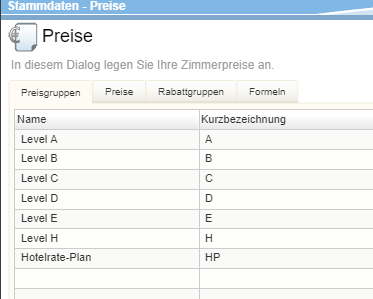 Stammdaten - Preise
Preise
In diesem Dialog legen Sie Ihre Zimmerpreise an.
Preisgruppen Preise Rabattgruppen Formeln
Name Kurzbezeichnung
Level A A
Level B B
Level C C
Level D D
Level E E
Level H H
Hotelrate-Plan HP